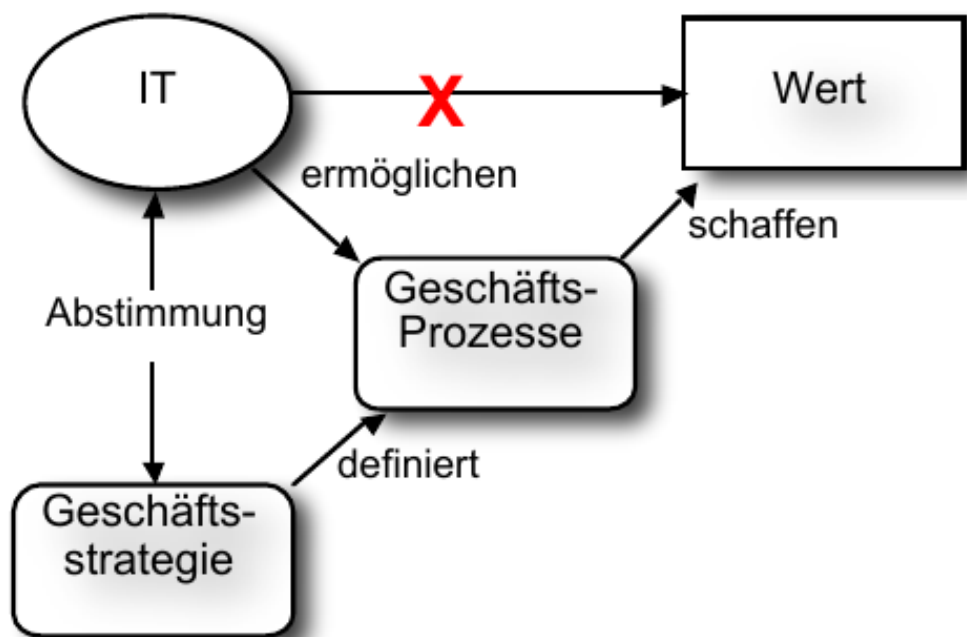 IT
X
Wert
ermöglichen
schaffen
Geschäfts-
Prozesse
Abstimmung
definiert
Geschäfts-
strategie